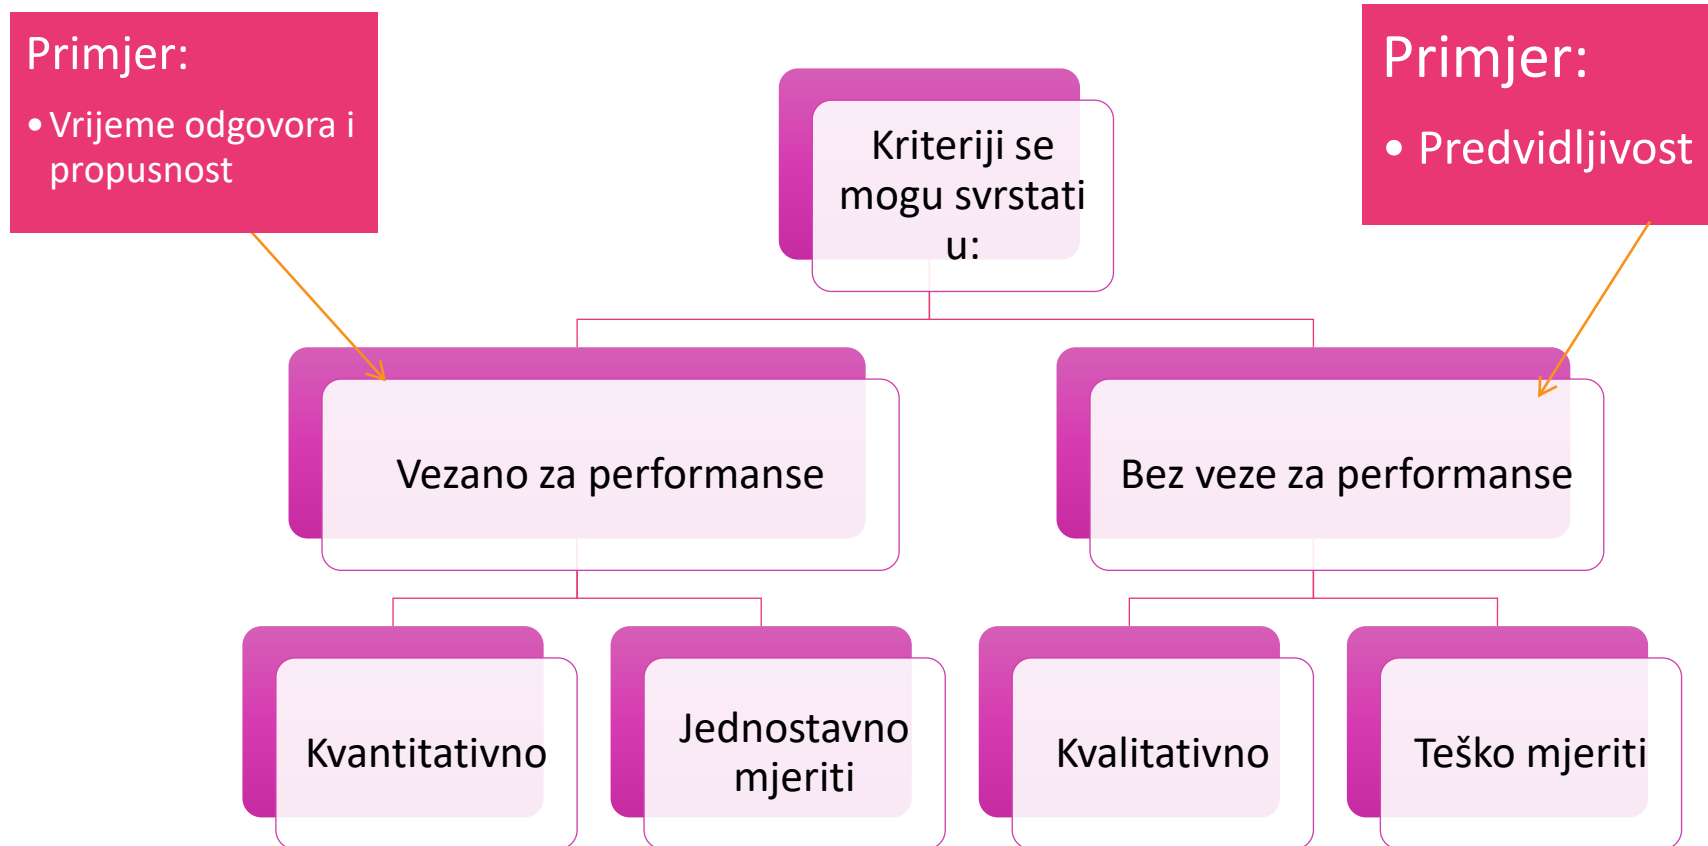 Primjer:
• Vrijeme odgovora i
propusnost
Primjer:
• Predvidljivost
Kriteriji se
mogu svrstati
u:
Vezano za performanse
Bez veze za performanse
Kvantitativno
Jednostavno
mjeriti
Kvalitativno
Teško mjeriti